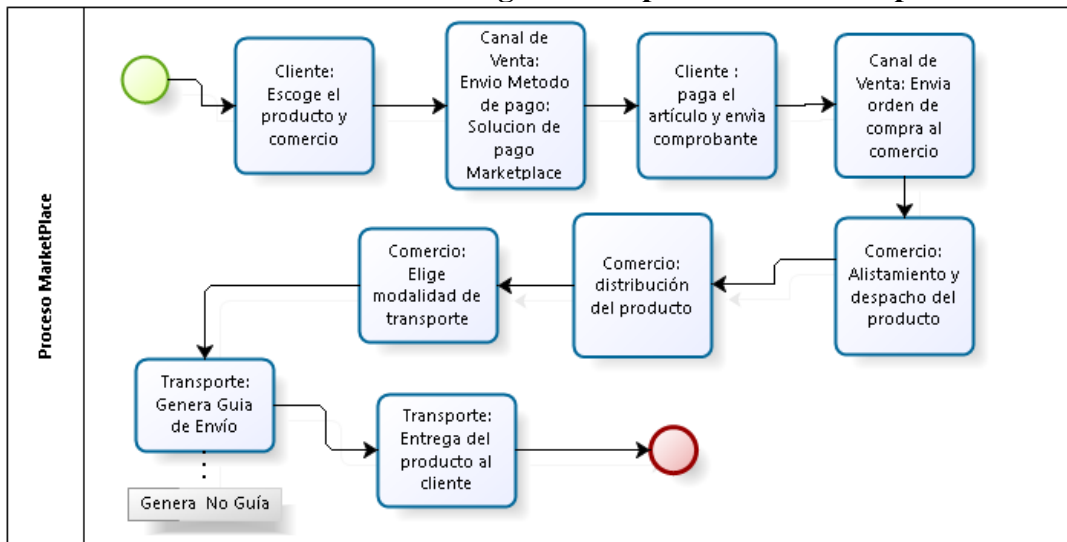 Proceso MarketPlace
Cliente:
Escoge el
producto y
comercio
Canal de
Venta:
Envio Metodo
de pago:
Solucion de
pago
Marketplace
Cliente :
paga el
artículo y envìa
comprobante
Canal de
Venta: Envia
orden de
compra al
comercio
Comercio:
Alistamiento y
despacho del
producto
Comercio:
distribución
del producto
Comercio:
Elige
modalidad de
transporte
Transporte:
Genera Guia
de Envío
Genera No Guía
Transporte:
Entrega del
producto al
cliente